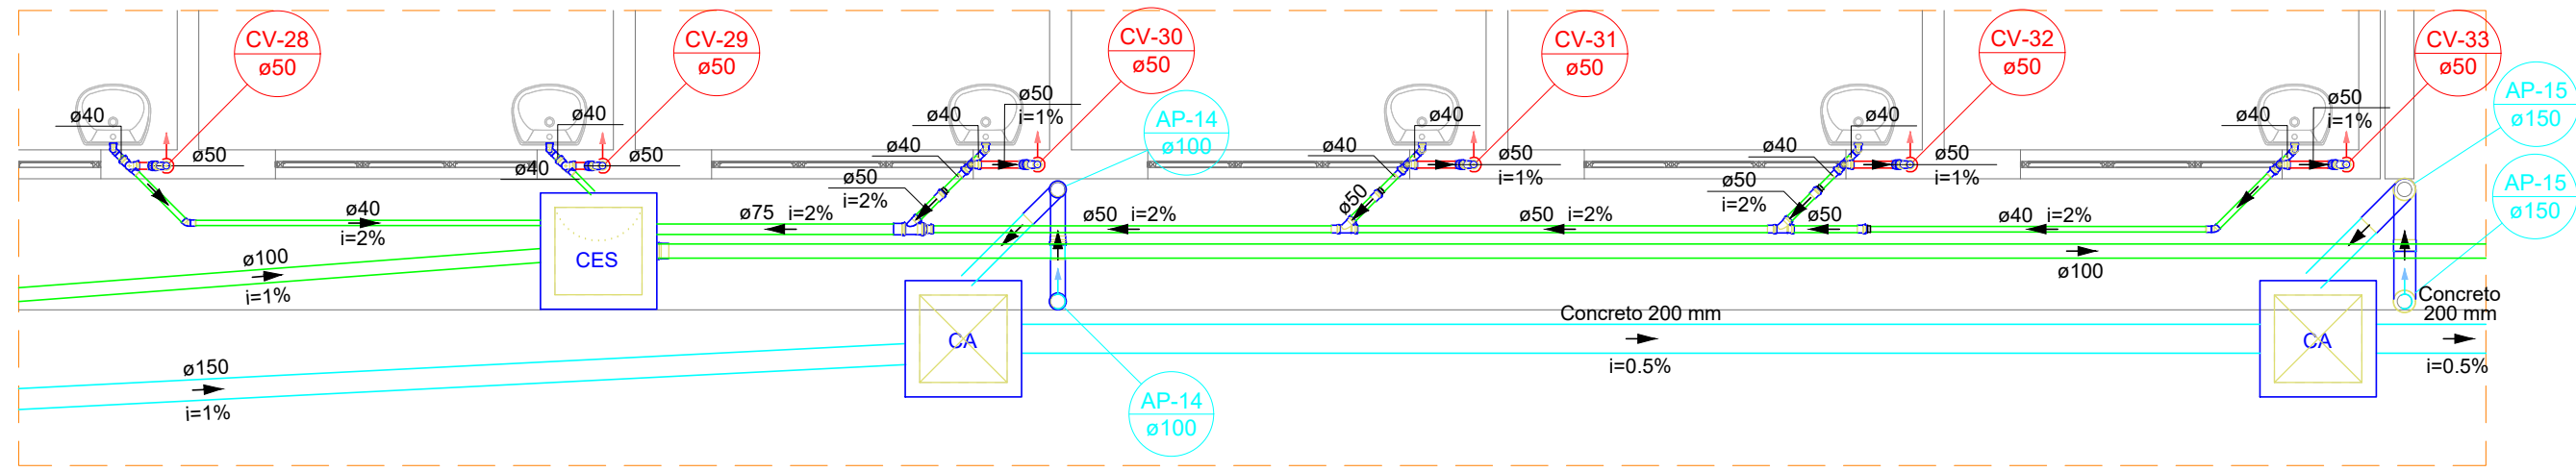 CV-28
ø50
CV-29
ø50
CV-30
ø50
CV-31
ø50
CV-32
ø50
CV-33
ø50
AP-15
ø150
AP-15
ø150
AP-14
ø100
AP-14
ø100
ø40
ø50
ø40
ø40
ø50
ø40
ø50
i=1%
ø40
ø50
i=2%
ø40
ø40
ø50
i=1%
ø50
ø40
ø40
ø50
i=1%
ø50
i=2%
ø40
ø50
i=1%
ø40
i=2%
ø75 i=2%
ø50 i=2%
ø50 i=2%
ø50
ø40 i=2%
ø100
i=1%
CES
ø100
CA
Concreto 200 mm
i=0.5%
CA
Concreto
200 mm
i=0.5%
ø150
i=1%